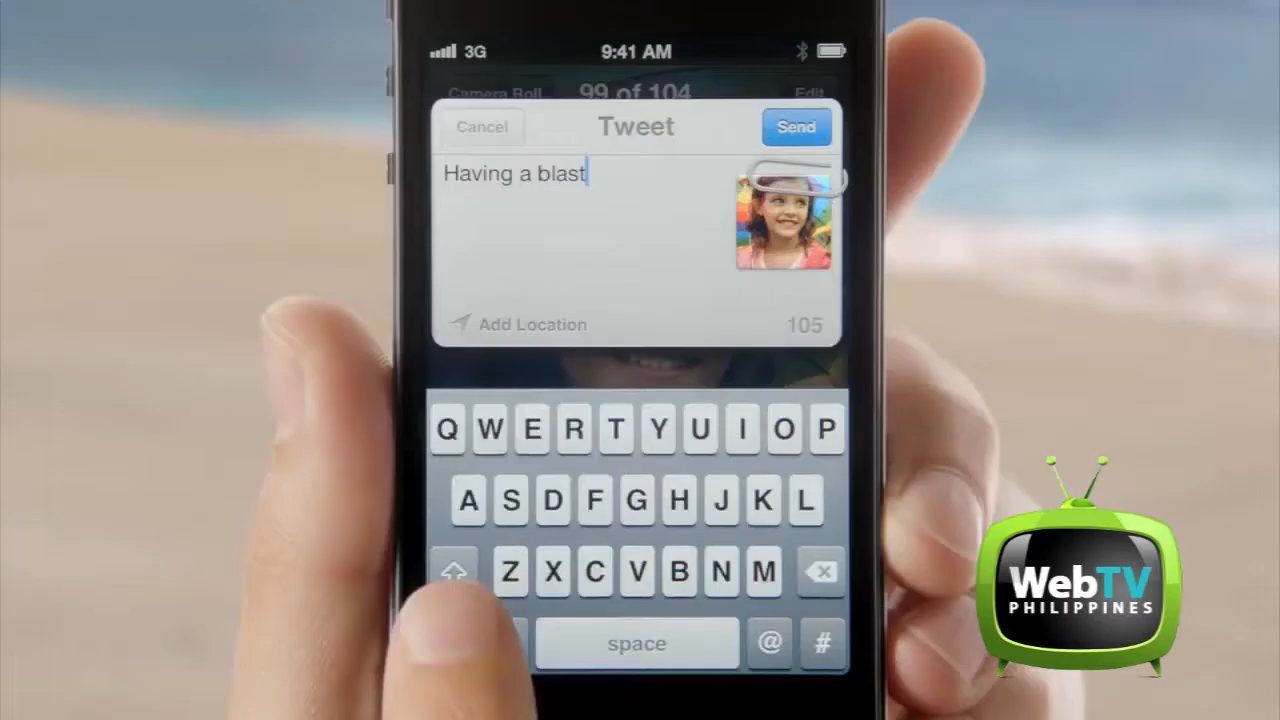 3G 9:41 AM
Camera Roll 99 of 104 Edit
Cancel Tweet Send
Having a blast
Add Location 105
Q W E R T Y U I O P
A S D F G H J K L
Z X C V B N M
space @ #
WebTV
PHILIPPINES